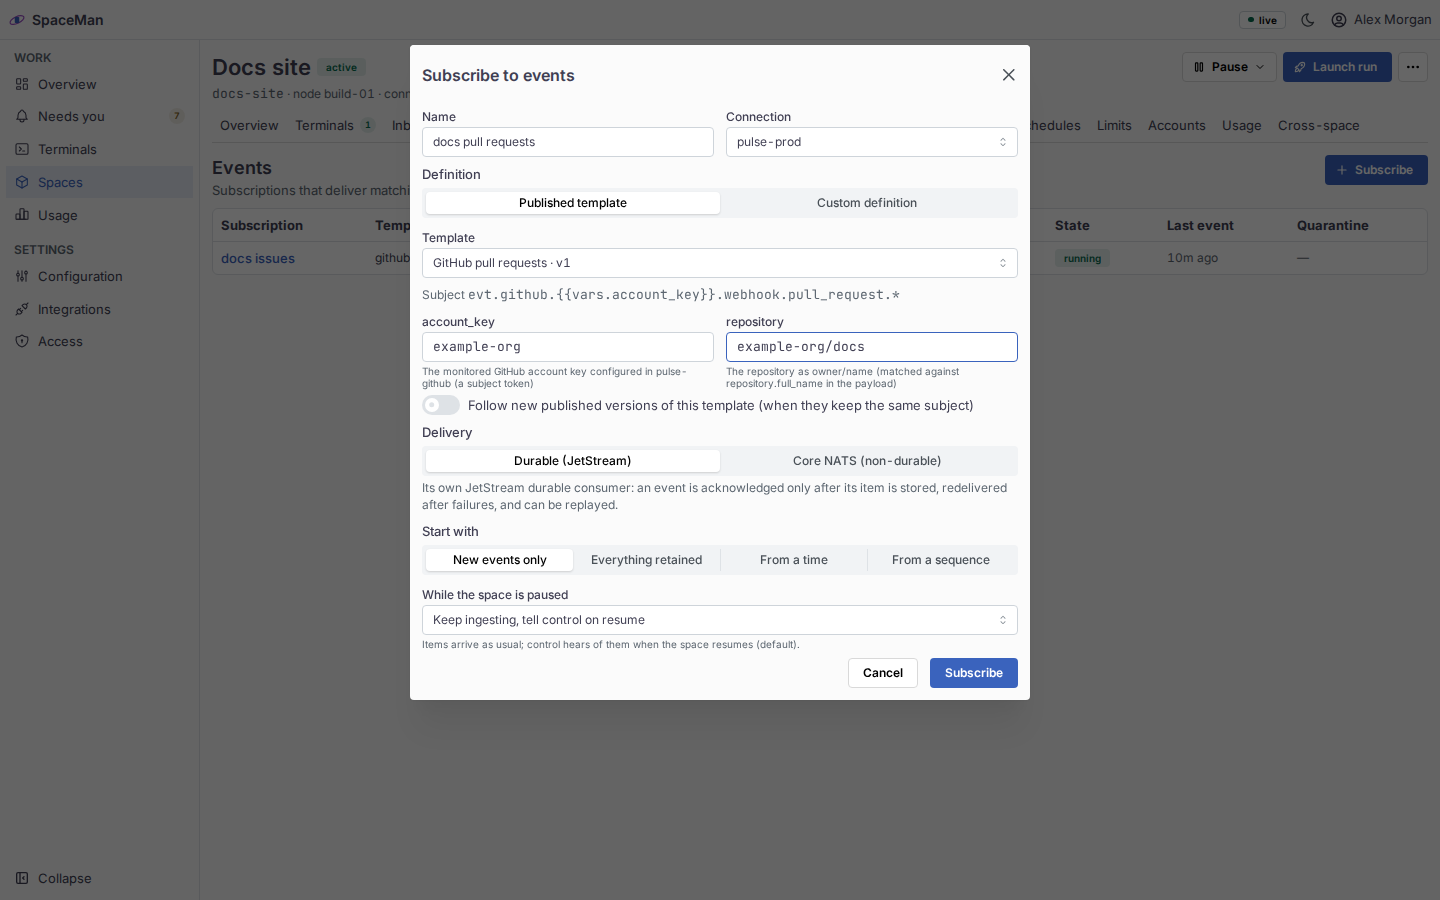 SpaceMan
live
Alex Morgan
WORK
Overview
Needs you 7
Terminals
Spaces
Usage
SETTINGS
Configuration
Integrations
Access
Collapse
Docs site active
docs-site · node build-01 ·
Pause
Launch run
Overview Terminals 1
Limits Accounts Usage Cross-space
Events
Subscriptions that deliver
Subscribe
Subscription
State Last event Quarantine
docs issues
running 10m ago —
Subscribe to events
Name Connection
docs pull requests pulse-prod
Definition
Published template Custom definition
Template
GitHub pull requests · v1
Subject evt.github.{{vars.account_key}}.webhook.pull_request.*
account_key repository
example-org example-org/docs
The monitored GitHub account key configured in pulse-
github (a subject token)
The repository as owner/name (matched against
repository.full_name in the payload)
Follow new published versions of this template (when they keep the same subject)
Delivery
Durable (JetStream) Core NATS (non-durable)
Its own JetStream durable consumer: an event is acknowledged only after its item is stored, redelivered
after failures, and can be replayed.
Start with
New events only Everything retained From a time From a sequence
While the space is paused
Keep ingesting, tell control on resume
Items arrive as usual; control hears of them when the space resumes (default).
Cancel Subscribe